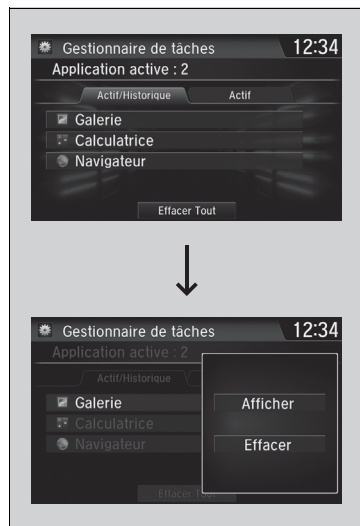 Gestionnaire de tâches 12:34
Application active : 2
Actif/Historique Actif
Galerie
Calculatrice
Navigateur
Effacer Tout
Gestionnaire de tâches 12:34
Application active : 2
Actif/Historique
Galerie Afficher
Calculatrice
Navigateur Effacer
Effacer